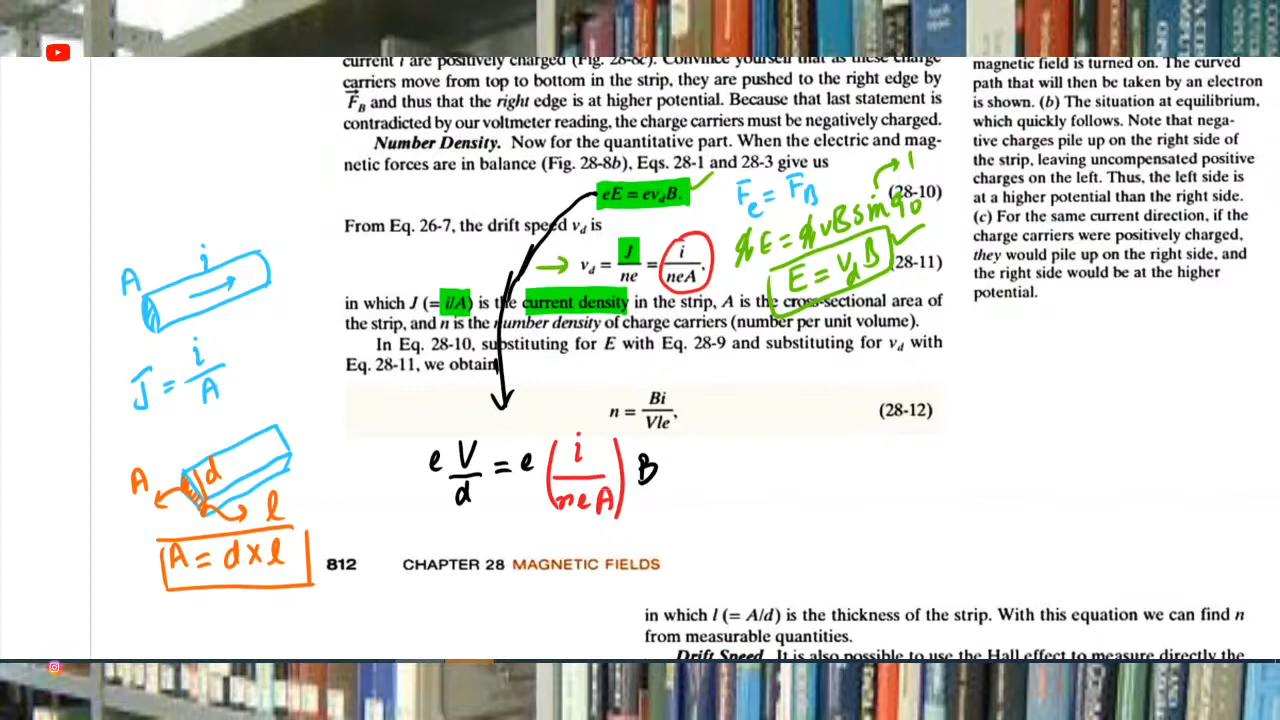 current i are positively charged (Fig. 28-8c). Convince yourself that as these charge
carriers move from top to bottom in the strip, they are pushed to the right edge by
F⃗B and thus that the right edge is at higher potential. Because that last statement is
contradicted by our voltmeter reading, the charge carriers must be negatively charged.
Number Density. Now for the quantitative part. When the electric and mag-
netic forces are in balance (Fig. 28-8b), Eqs. 28-1 and 28-3 give us
eE = evdB. (28-10)
From Eq. 26-7, the drift speed vd is
vd = J/ne = i/neA, (28-11)
in which J (= i/A) is the current density in the strip, A is the cross-sectional area of
the strip, and n is the number density of charge carriers (number per unit volume).
In Eq. 28-10, substituting for E with Eq. 28-9 and substituting for vd with
Eq. 28-11, we obtain
n = Bi/Vle, (28-12)
e V/d = e (i/neA) B
812 CHAPTER 28 MAGNETIC FIELDS
in which l (= A/d) is the thickness of the strip. With this equation we can find n
from measurable quantities.
Drift Speed. It is also possible to use the Hall effect to measure directly the
magnetic field is turned on. The curved
path that will then be taken by an electron
is shown. (b) The situation at equilibrium,
which quickly follows. Note that nega-
tive charges pile up on the right side of
the strip, leaving uncompensated positive
charges on the left. Thus, the left side is
at a higher potential than the right side.
(c) For the same current direction, if the
charge carriers were positively charged,
they would pile up on the right side, and
the right side would be at the higher
potential.
Fe = FB
1
qE = qvB sin 90
E = vdB
A i
J = i/A
A d
l
A = d × l